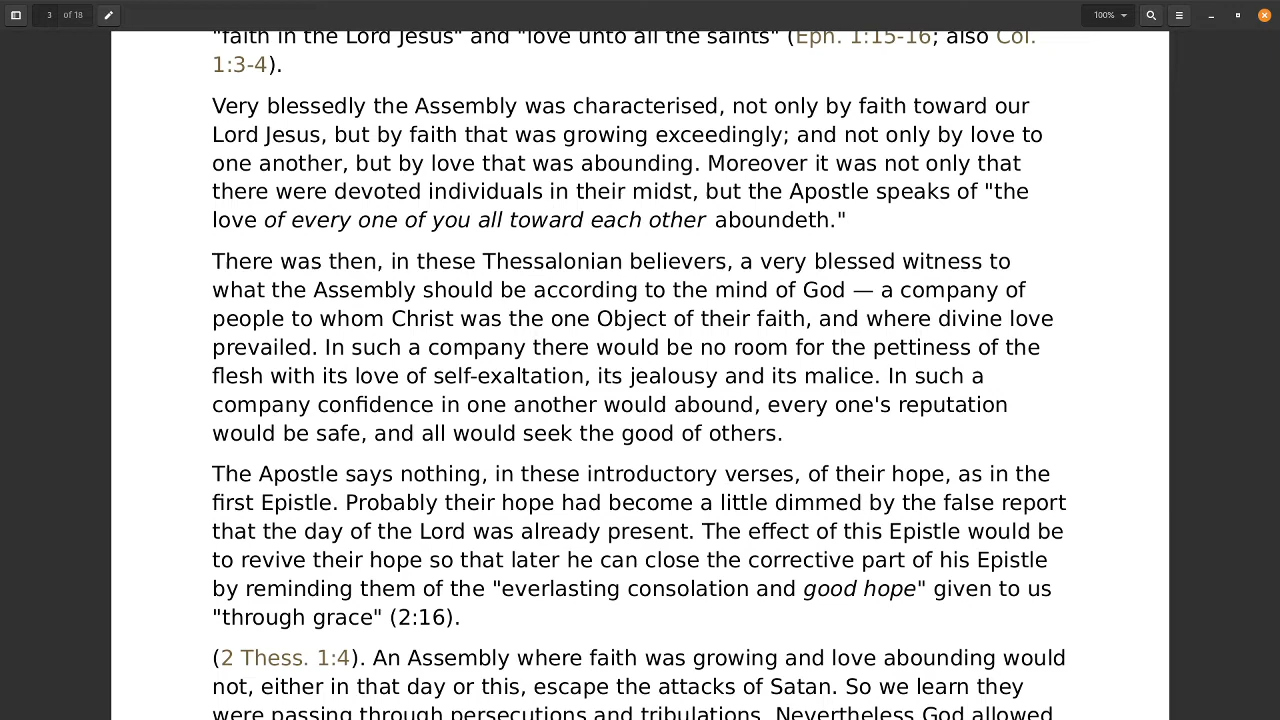 3 of 18
100%
"faith in the Lord Jesus" and "love unto all the saints" (Eph. 1:15-16; also Col.
1:3-4).
Very blessedly the Assembly was characterised, not only by faith toward our
Lord Jesus, but by faith that was growing exceedingly; and not only by love to
one another, but by love that was abounding. Moreover it was not only that
there were devoted individuals in their midst, but the Apostle speaks of "the
love of every one of you all toward each other aboundeth."
There was then, in these Thessalonian believers, a very blessed witness to
what the Assembly should be according to the mind of God — a company of
people to whom Christ was the one Object of their faith, and where divine love
prevailed. In such a company there would be no room for the pettiness of the
flesh with its love of self-exaltation, its jealousy and its malice. In such a
company confidence in one another would abound, every one's reputation
would be safe, and all would seek the good of others.
The Apostle says nothing, in these introductory verses, of their hope, as in the
first Epistle. Probably their hope had become a little dimmed by the false report
that the day of the Lord was already present. The effect of this Epistle would be
to revive their hope so that later he can close the corrective part of his Epistle
by reminding them of the "everlasting consolation and good hope" given to us
"through grace" (2:16).
(2 Thess. 1:4). An Assembly where faith was growing and love abounding would
not, either in that day or this, escape the attacks of Satan. So we learn they
were passing through persecutions and tribulations. Nevertheless God allowed